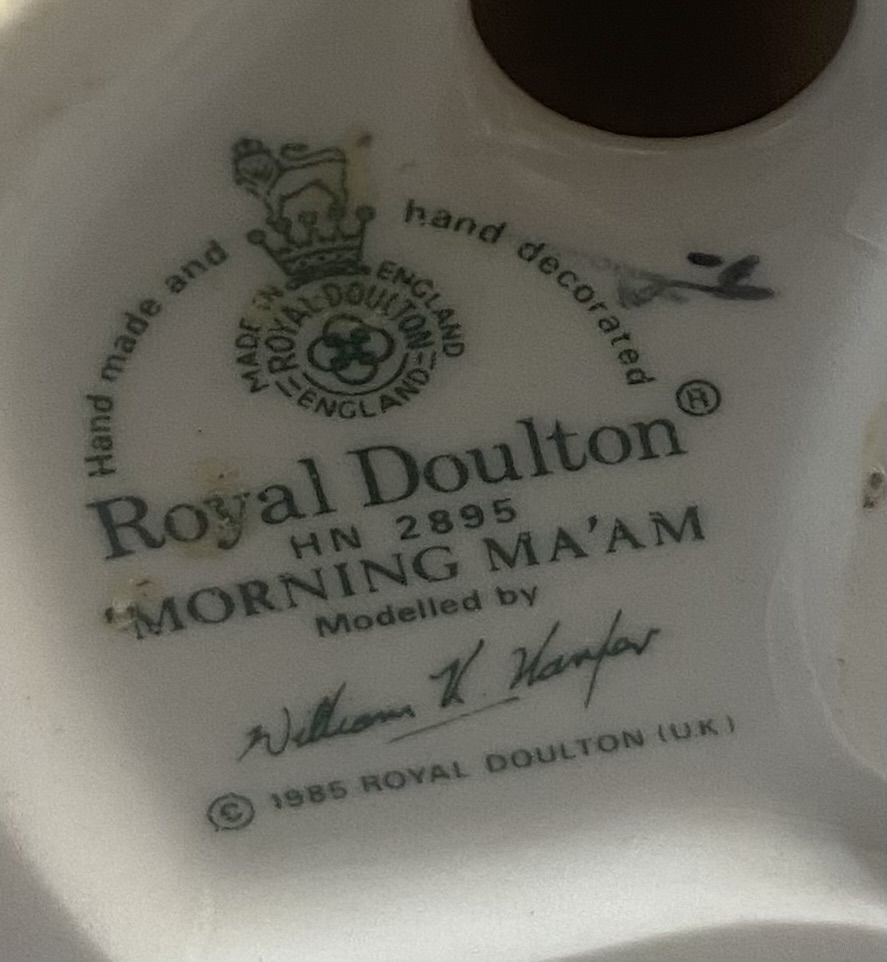 Hand made and hand decorated
MADE IN ENGLAND
ROYAL DOULTON
ENGLAND
Royal Doulton®
HN 2895
'MORNING MA'AM
Modelled by
William K. Harper
© 1985 ROYAL DOULTON (U.K)